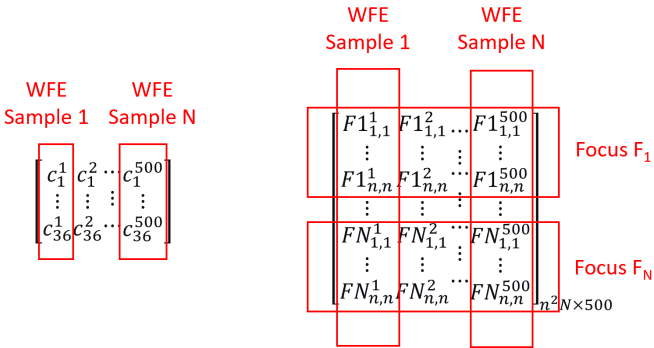 WFE
Sample 1
WFE
Sample N
c_1^1 c_1^2 ⋯ c_1^500
⋮ ⋮ ⋮ ⋮
c_36^1 c_36^2 ⋯ c_36^500
WFE
Sample 1
WFE
Sample N
F1_{1,1}^1 F1_{1,1}^2 ⋯ F1_{1,1}^500
⋮ ⋮ ⋮ ⋮
F1_{n,n}^1 F1_{n,n}^2 ⋯ F1_{n,n}^500
⋮ ⋮ ⋮ ⋮
FN_{1,1}^1 FN_{1,1}^2 ⋯ FN_{1,1}^500
⋮ ⋮ ⋮ ⋮
FN_{n,n}^1 FN_{n,n}^2 ⋯ FN_{n,n}^500
n^2N×500
Focus F_1
Focus F_N